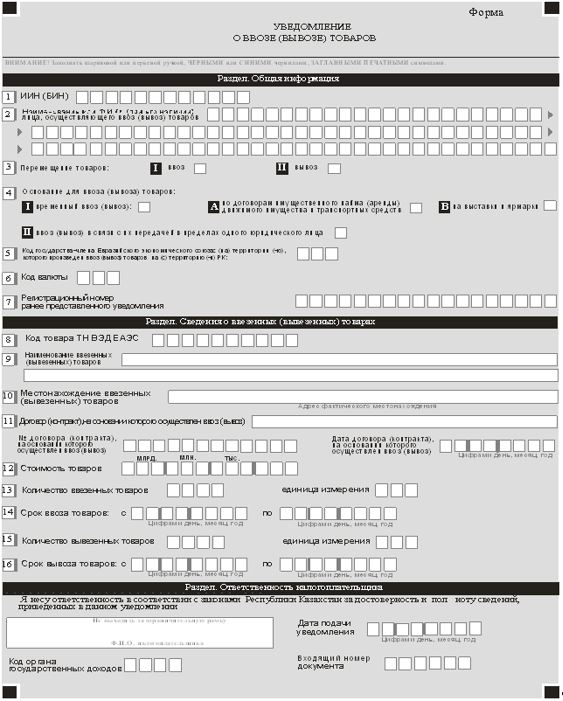 Форма
УВЕДОМЛЕНИЕ
О ВВОЗЕ (ВЫВОЗЕ) ТОВАРОВ
ВНИМАНИЕ! Заполнять шариковой или перьевой ручкой, ЧЕРНЫМИ или СИНИМИ чернилами, ЗАГЛАВНЫМИ ПЕЧАТНЫМИ символами.
Раздел. Общая информация
1 ИИН (БИН)
2
лица, осуществляющего ввоз (вывоз) товаров
3 Перемещение товаров: I ввоз II вывоз
4 Основание для ввоза (вывоза) товаров:
I временный ввоз (вывоз): А по договорам имущественного найма (аренды) Б на выставки и ярмарки
движимого имущества и транспортных средств
II ввоз (вывоз) в связи с их передачей в пределах одного юридического лица
5 Код государства-члена Евразийского экономического союза: (на) территории (-ю),
которого произведен ввоз (вывоз) товаров на (с) территорию (-и) РК:
6 Код валюты
7 Регистрационный номер
ранее представленного уведомления
Раздел. Сведения о ввезенных (вывезенных) товарах
8 Код товара ТН ВЭД ЕАЭС
9 Наименование ввезенных
(вывезенных) товаров
10 Местонахождение ввезенных
(вывезенных) товаров
Адрес фактического местонахождения
11 Договор (контракт), на основании которого осуществлен ввоз (вывоз)
№ договора (контракта), Дата договора (контракта),
на основании которого на основании которого
осуществлен ввоз (вывоз) осуществлен ввоз (вывоз)
Цифрами день, месяц, год
млрд. млн. тыс.
12 Стоимость товаров
13 Количество ввезенных товаров единица измерения
14 Срок ввоза товаров: с по
Цифрами день, месяц, год Цифрами день, месяц, год
15 Количество вывезенных товаров единица измерения
16 Срок вывоза товаров: с по
Цифрами день, месяц, год Цифрами день, месяц, год
Раздел. Ответственность налогоплательщика
Я несу ответственность в соответствии с законами Республики Казахстан за достоверность и полноту сведений,
приведенных в данном уведомлении
Не выходить за ограничительную рамку
Ф.И.О. налогоплательщика
Дата подачи
уведомления
Цифрами день, месяц, год
Код органа
государственных доходов
Входящий номер
документа